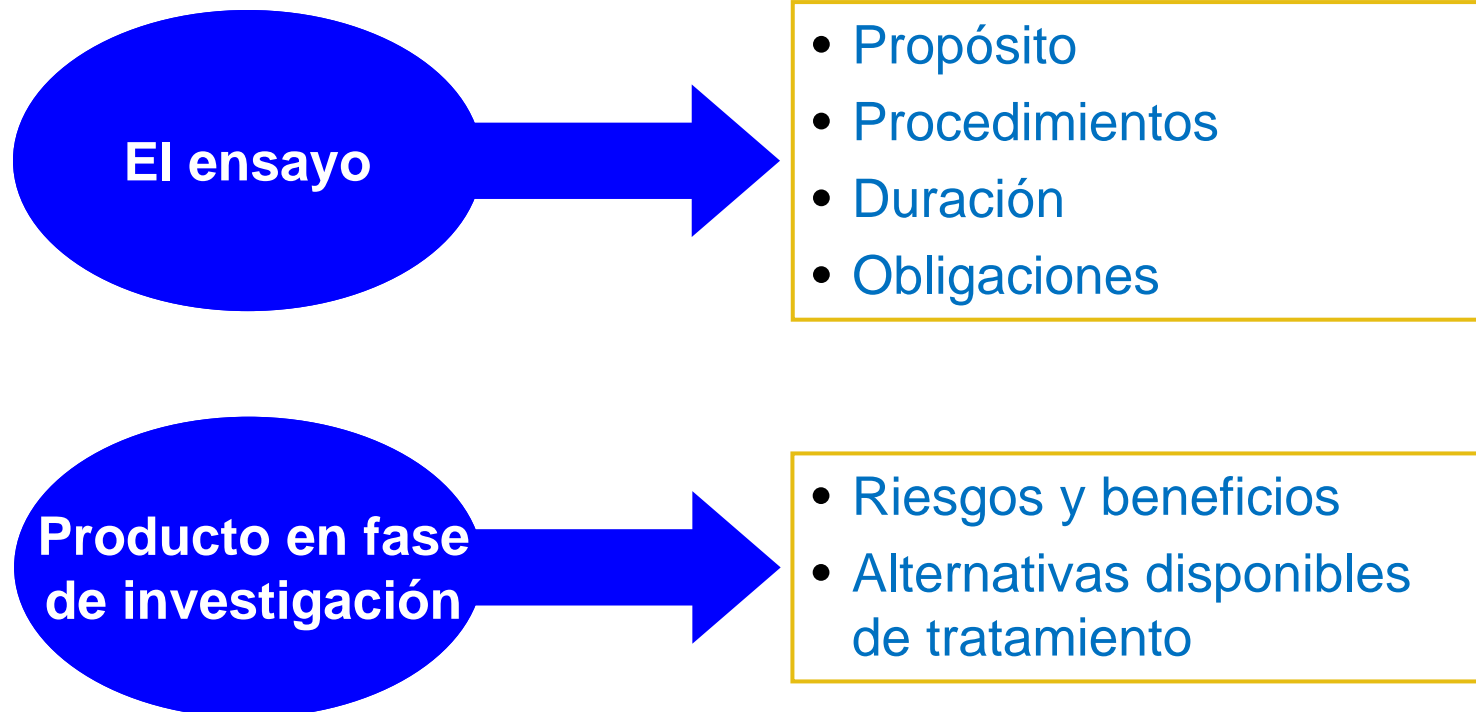 El ensayo
• Propósito
• Procedimientos
• Duración
• Obligaciones
Producto en fase
de investigación
• Riesgos y beneficios
• Alternativas disponibles
de tratamiento